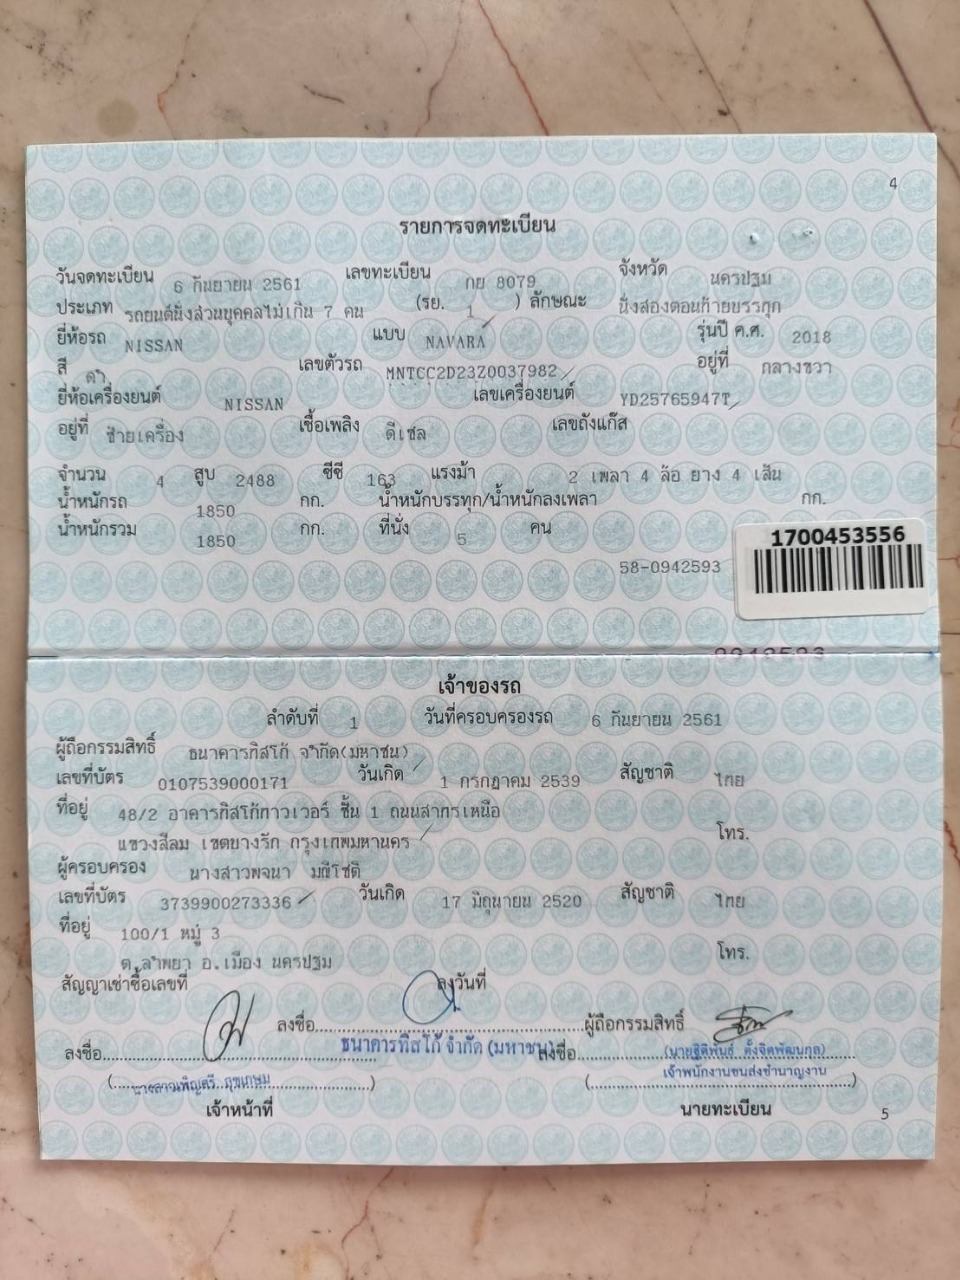 4
รายการจดทะเบียน
วันจดทะเบียน 6 กันยายน 2561 เลขทะเบียน กย 8079 จังหวัด นครปฐม
ประเภท รถยนต์นั่งส่วนบุคคลไม่เกิน 7 คน (รย. 1 ) ลักษณะ นั่งสองตอนท้ายบรรทุก
ยี่ห้อรถ NISSAN แบบ NAVARA รุ่นปี ค.ศ. 2018
สี ดำ เลขตัวรถ MNTCC2D23Z0037982 อยู่ที่ กลางขวา
ยี่ห้อเครื่องยนต์ NISSAN เลขเครื่องยนต์ YD25765947T
อยู่ที่ ซ้ายเครื่อง เชื้อเพลิง ดีเซล เลขถังแก๊ส
จำนวน 4 สูบ 2488 ซีซี 163 แรงม้า 2 เพลา 4 ล้อ ยาง 4 เส้น
น้ำหนักรถ 1850 กก. น้ำหนักบรรทุก/น้ำหนักลงเพลา กก.
น้ำหนักรวม 1850 กก. ที่นั่ง 5 คน
1700453556
58-0942593
0942593
เจ้าของรถ
ลำดับที่ 1 วันที่ครอบครองรถ 6 กันยายน 2561
ผู้ถือกรรมสิทธิ์ ธนาคารทิสโก้ จำกัด(มหาชน)
เลขที่บัตร 0107539000171 วันเกิด 1 กรกฎาคม 2539 สัญชาติ ไทย
ที่อยู่ 48/2 อาคารทิสโก้ทาวเวอร์ ชั้น 1 ถนนสาทรเหนือ
แขวงสีลม เขตบางรัก กรุงเทพมหานคร โทร.
ผู้ครอบครอง นางสาวพจนา มณีโชติ
เลขที่บัตร 3739900273336 วันเกิด 17 มิถุนายน 2520 สัญชาติ ไทย
ที่อยู่ 100/1 หมู่ 3
ต.ลำพยา อ.เมือง นครปฐม โทร.
สัญญาเช่าซื้อเลขที่ ลงวันที่
ลงชื่อ ผู้ถือกรรมสิทธิ์
ธนาคารทิสโก้ จำกัด (มหาชน)
ลงชื่อ ลงชื่อ (นายฐิติพันธุ์ ตั้งจิตพัฒนกุล)
(นางสาวเพ็ญศรี) เจ้าพนักงานขนส่งชำนาญงาน
เจ้าหน้าที่ นายทะเบียน
5